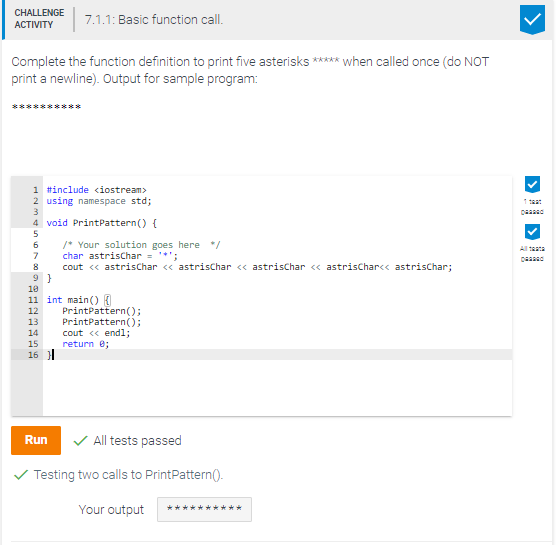 CHALLENGE
ACTIVITY
7.1.1: Basic function call.
Complete the function definition to print five asterisks ***** when called once (do NOT
print a newline). Output for sample program:
**********
1 #include <iostream>
2 using namespace std;
3
4 void PrintPattern() {
5
6 /* Your solution goes here */
7 char astrisChar = '*';
8 cout << astrisChar << astrisChar << astrisChar << astrisChar<< astrisChar;
9 }
10
11 int main() {
12 PrintPattern();
13 PrintPattern();
14 cout << endl;
15 return 0;
16 }
1 test
passed
All tests
passed
Run
All tests passed
Testing two calls to PrintPattern().
Your output
**********